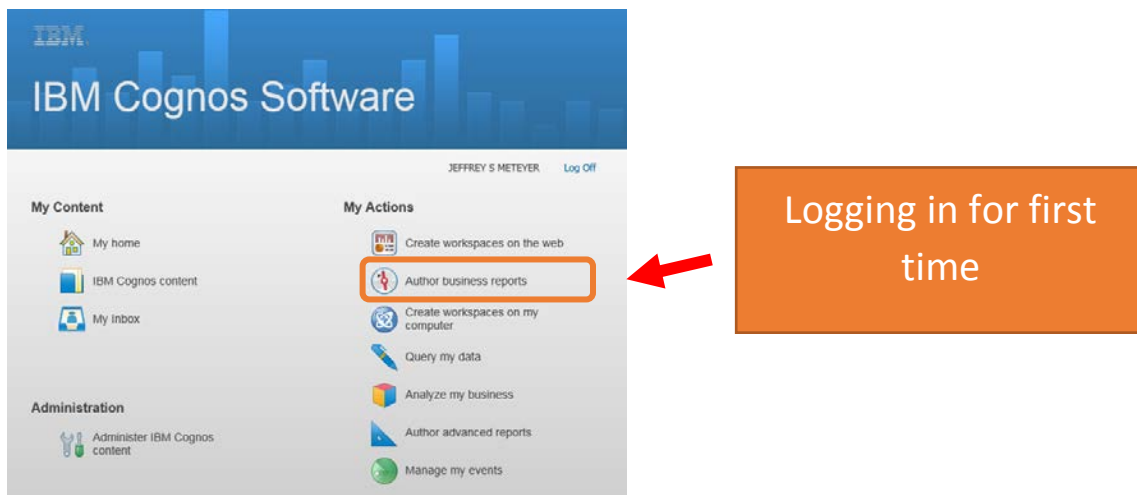 IBM.
IBM Cognos Software
JEFFREY S METEYER Log Off
My Content
My home
IBM Cognos content
My Inbox
Administration
Administer IBM Cognos
content
My Actions
Create workspaces on the web
Author business reports
Create workspaces on my
computer
Query my data
Analyze my business
Author advanced reports
Manage my events
Logging in for first
time